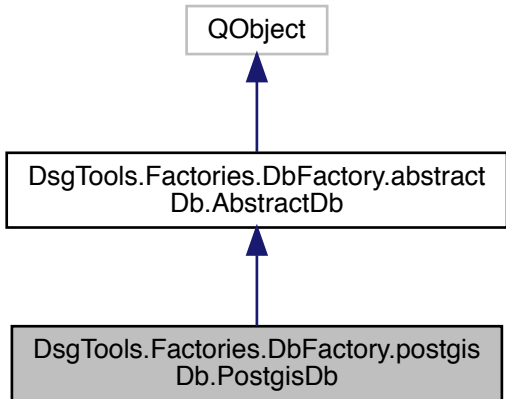 QObject
DsgTools.Factories.DbFactory.abstract
Db.AbstractDb
DsgTools.Factories.DbFactory.postgis
Db.PostgisDb